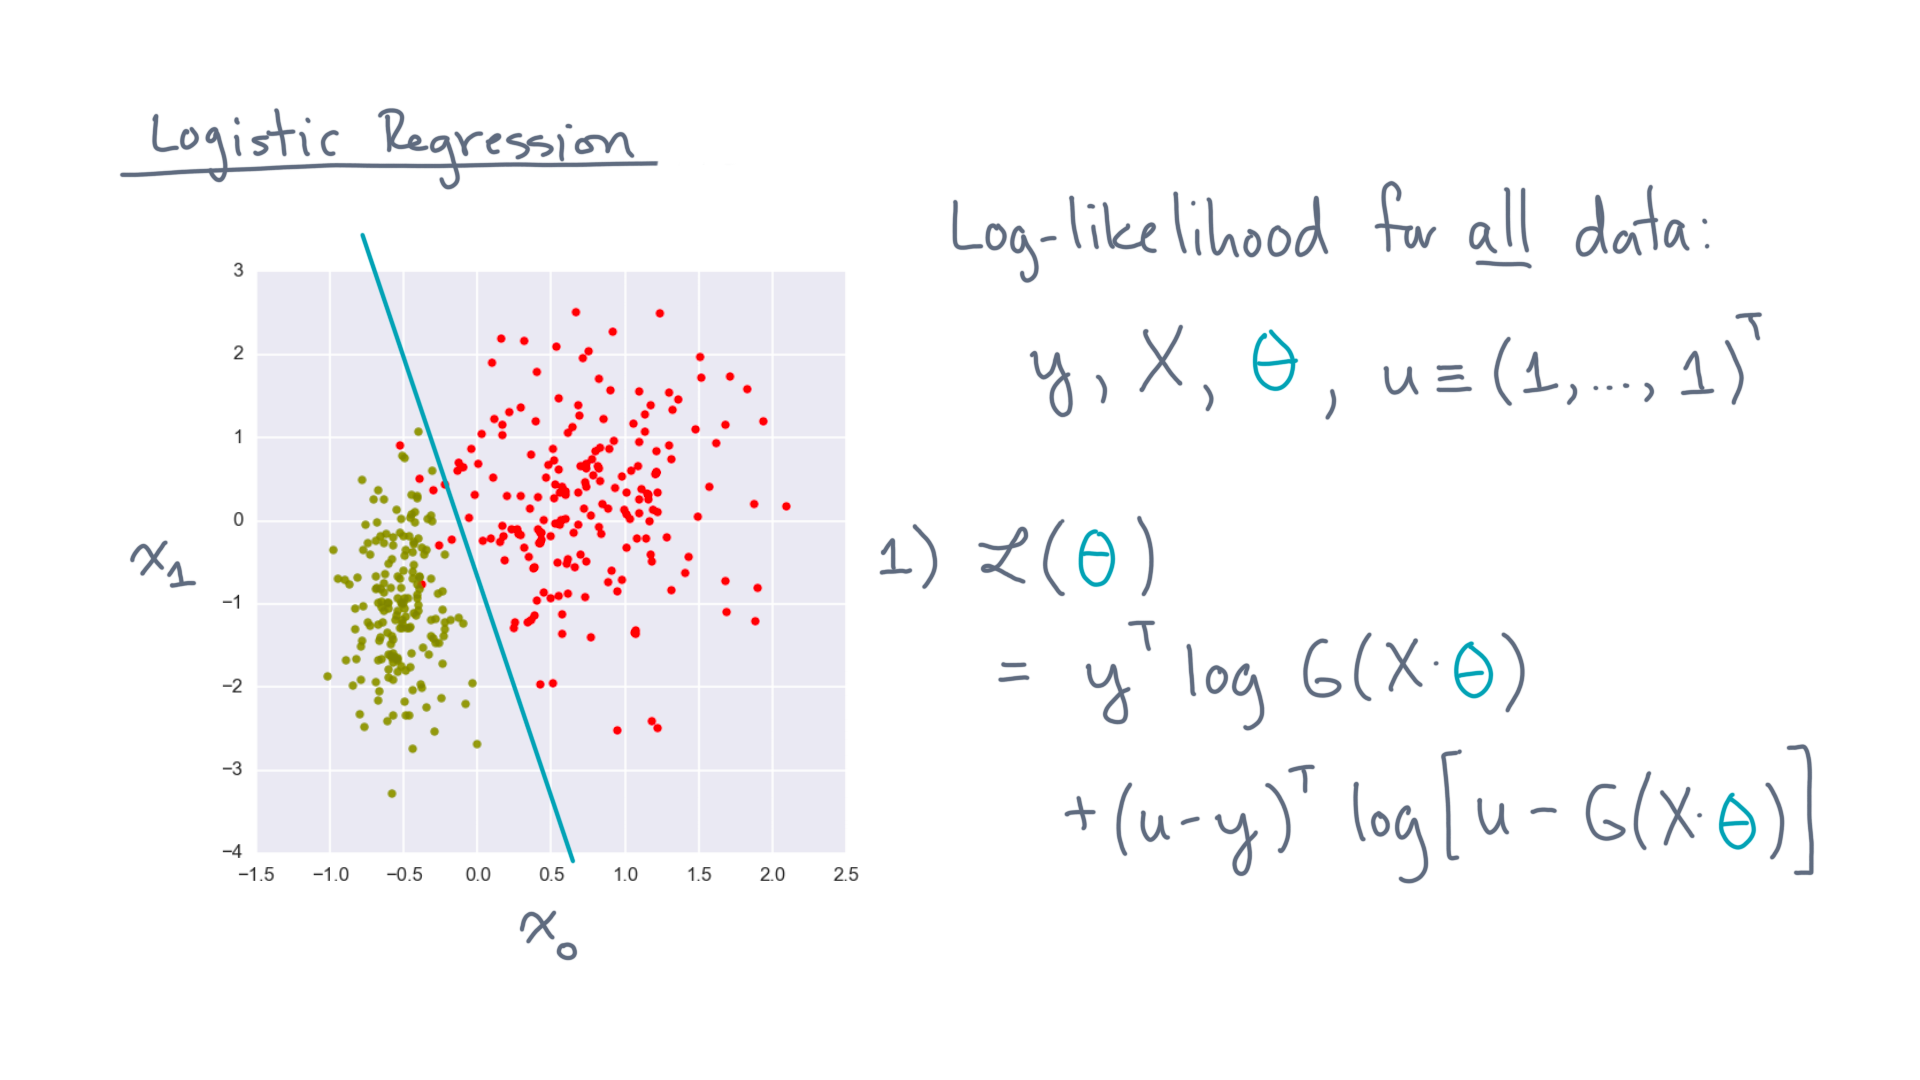 Logistic Regression
3
2
1
0
−1
−2
−3
−4
x₁
−1.5 −1.0 −0.5 0.0 0.5 1.0 1.5 2.0 2.5
x₀
Log-likelihood for all data:
y, X, θ, u ≡ (1, ..., 1)ᵀ
1) ℒ(θ)
= yᵀ log G(X·θ)
+ (u-y)ᵀ log[u - G(X·θ)]